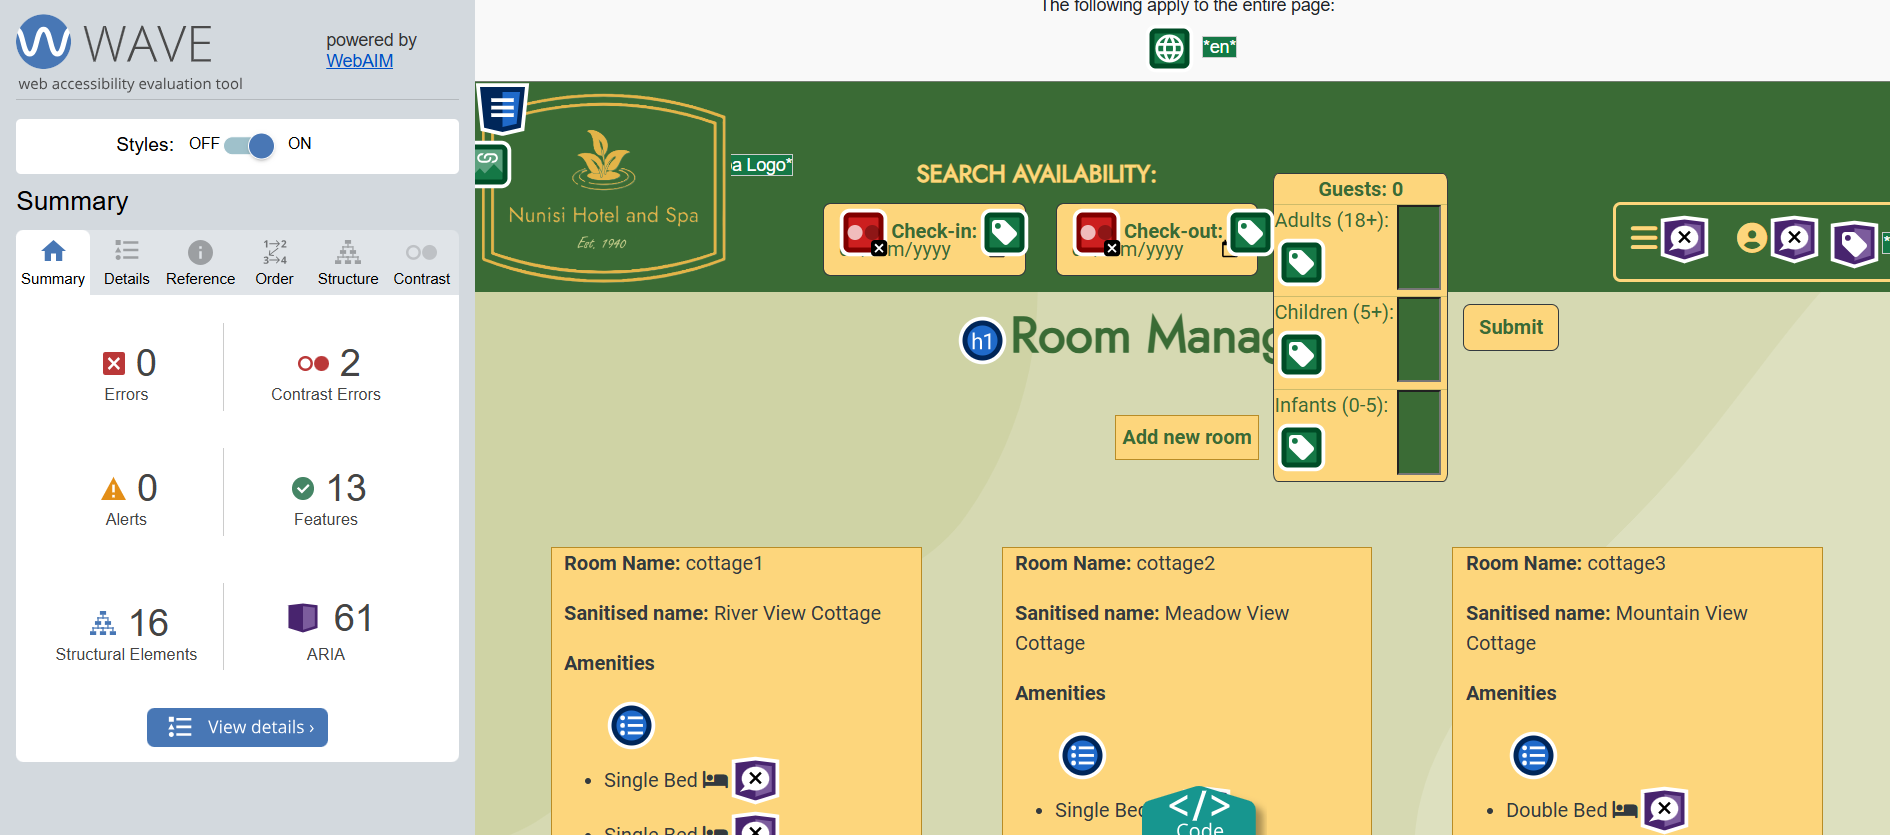 WAVE
powered by
WebAIM
web accessibility evaluation tool
Styles: OFF ON
Summary
Summary
Details
Reference
Order
Structure
Contrast
0
Errors
2
Contrast Errors
0
Alerts
13
Features
16
Structural Elements
61
ARIA
View details ›
The following apply to the entire page:
*en*
Nunisi Hotel and Spa
Est, 1940
a Logo*
SEARCH AVAILABILITY:
Check-in:
m/yyyy
Check-out:
m/yyyy
Guests: 0
Adults (18+):
Children (5+):
Infants (0-5):
Submit
h1
Room Manag
Add new room
Room Name: cottage1
Sanitised name: River View Cottage
Amenities
• Single Bed
• Single Bed
Room Name: cottage2
Sanitised name: Meadow View
Cottage
Amenities
• Single Bed
Room Name: cottage3
Sanitised name: Mountain View
Cottage
Amenities
• Double Bed
</>
Code